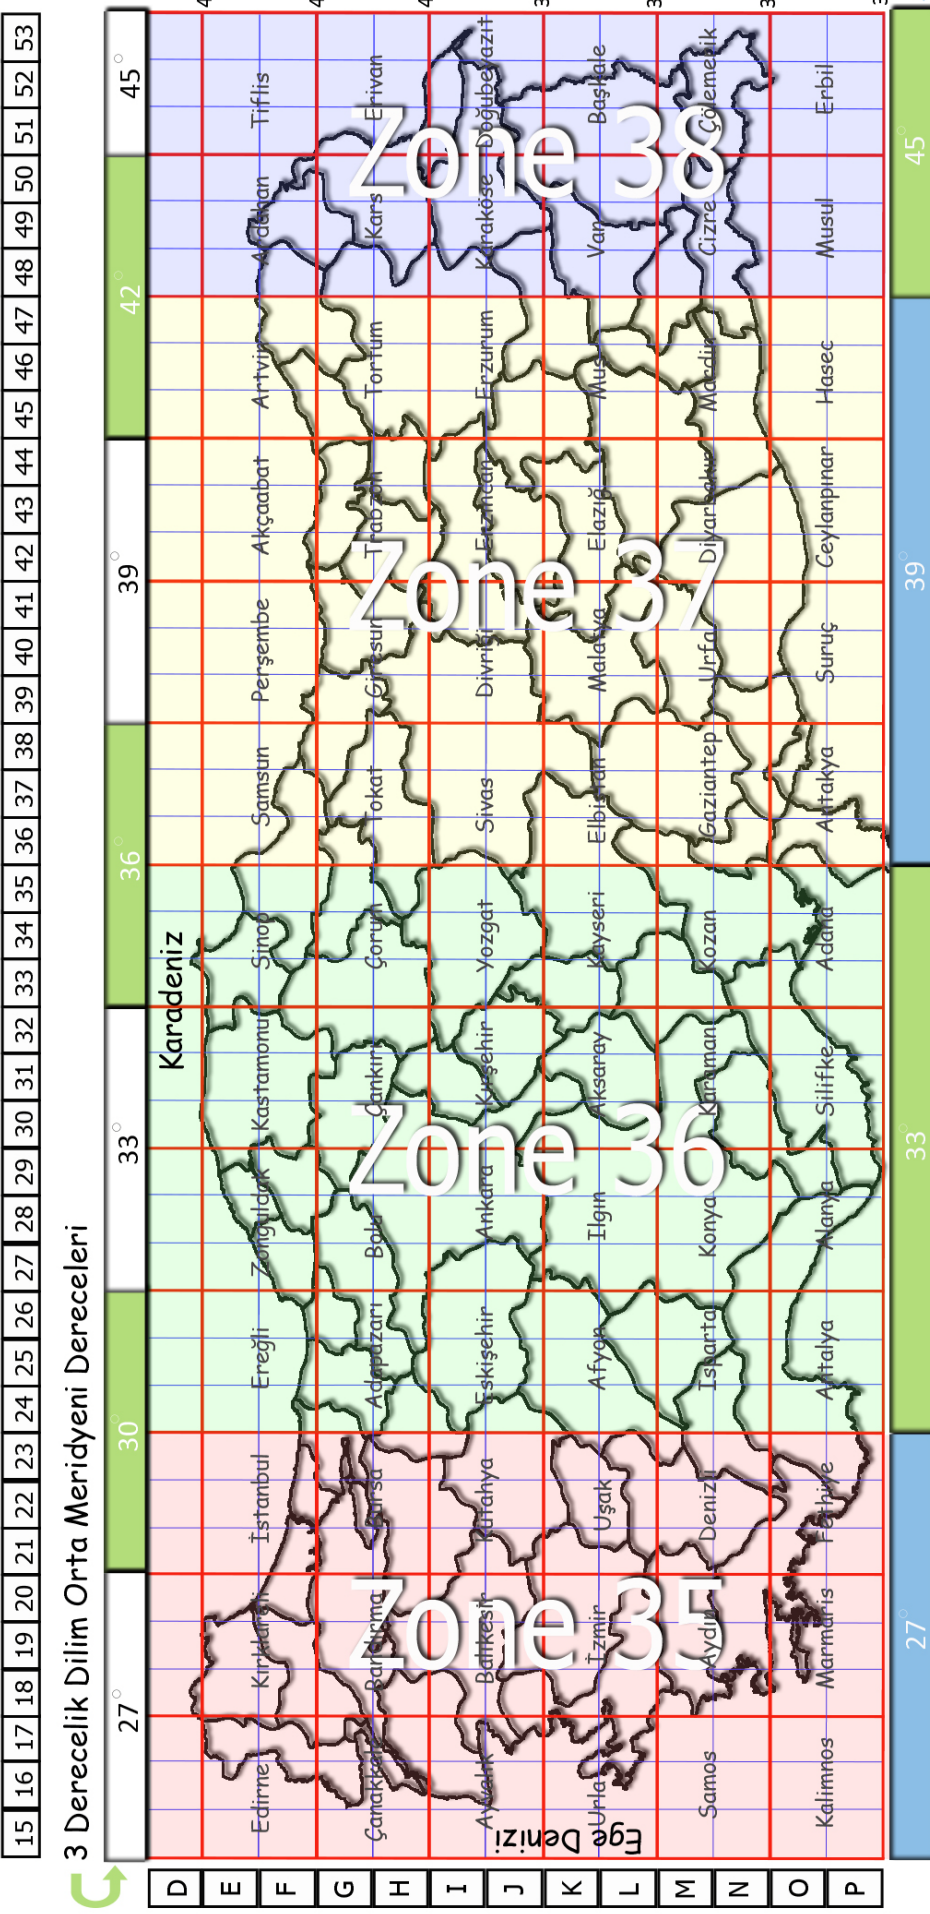 15 16 17 18 19 20 21 22 23 24 25 26 27 28 29 30 31 32 33 34 35 36 37 38 39 40 41 42 43 44 45 46 47 48 49 50 51 52 53
3 Derecelik Dilim Orta Meridyeni Dereceleri
27° 30° 33° 36° 39° 42° 45°
Karadeniz
D
E
F
Edirne Kırklareli İstanbul Ereğli Zonguldak Kastamonu Sinop Samsun Perşembe Akçabat Artvin Ardahan Tiflis
G
H
Çanakkale Bandırma Bursa Adapazarı Bolu Çankırı Çorum Tokat Giresun Trabzon Tortum Kars Erivan
Zone 35 Zone 36 Zone 37 Zone 38
I
J
Ayvalık Balıkesir Kütahya Eskişehir Ankara Kırşehir Yozgat Sivas Divriği Erzincan Erzurum Karaköse Doğubeyazıt
Ege Denizi
K
L
Urla İzmir Uşak Afyon Ilgın Aksaray Kayseri Elbistan Malatya Elazığ Muş Van Başkale
M
N
Samos Aydın Denizli Isparta Konya Karaman Kozan Gaziantep Urfa Diyarbakır Mardin Cizre Çölemebik
O
P
Kalimnos Marmaris Fethiye Antalya Alanya Silifke Adana Antakya Suruç Ceylanpınar Hasec Musul Erbil
27° 33° 39° 45°